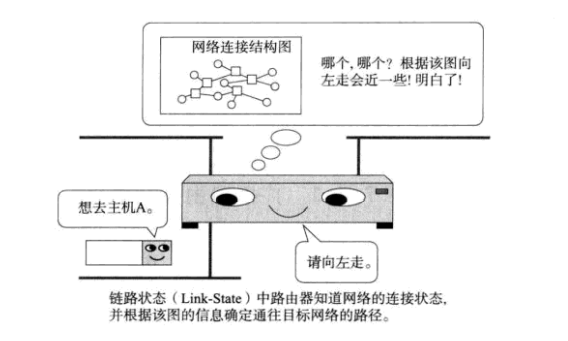 网络连接结构图
哪个,哪个？根据该图向
左走会近一些！明白了！
想去主机A。
请向左走。
链路状态（Link-State）中路由器知道网络的连接状态,
并根据该图的信息确定通往目标网络的路径。